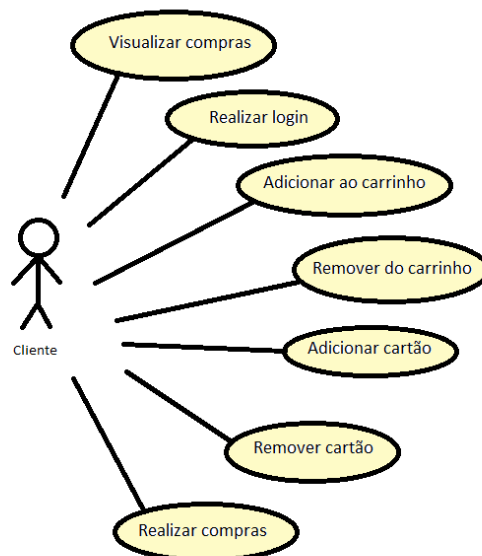 Visualizar compras
Realizar login
Adicionar ao carrinho
Remover do carrinho
Cliente
Adicionar cartão
Remover cartão
Realizar compras